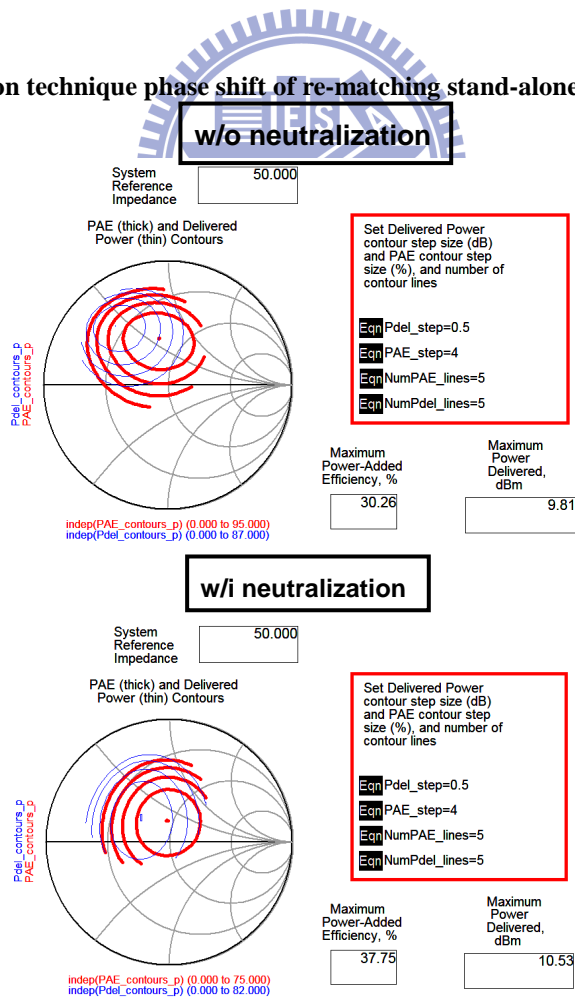 on technique phase shift of re-matching stand-alone
ES A
w/o neutralization
System
Reference
Impedance
50.000
PAE (thick) and Delivered
Power (thin) Contours
Pdel_contours_p
PAE_contours_p
indep(PAE_contours_p) (0.000 to 95.000)
indep(Pdel_contours_p) (0.000 to 87.000)
Set Delivered Power
contour step size (dB)
and PAE contour step
size (%), and number of
contour lines
Eqn Pdel_step=0.5
Eqn PAE_step=4
Eqn NumPAE_lines=5
Eqn NumPdel_lines=5
Maximum
Power-Added
Efficiency, %
30.26
Maximum
Power
Delivered,
dBm
9.81
w/i neutralization
System
Reference
Impedance
50.000
PAE (thick) and Delivered
Power (thin) Contours
Pdel_contours_p
PAE_contours_p
1
indep(PAE_contours_p) (0.000 to 75.000)
indep(Pdel_contours_p) (0.000 to 82.000)
Set Delivered Power
contour step size (dB)
and PAE contour step
size (%), and number of
contour lines
Eqn Pdel_step=0.5
Eqn PAE_step=4
Eqn NumPAE_lines=5
Eqn NumPdel_lines=5
Maximum
Power-Added
Efficiency, %
37.75
Maximum
Power
Delivered,
dBm
10.53